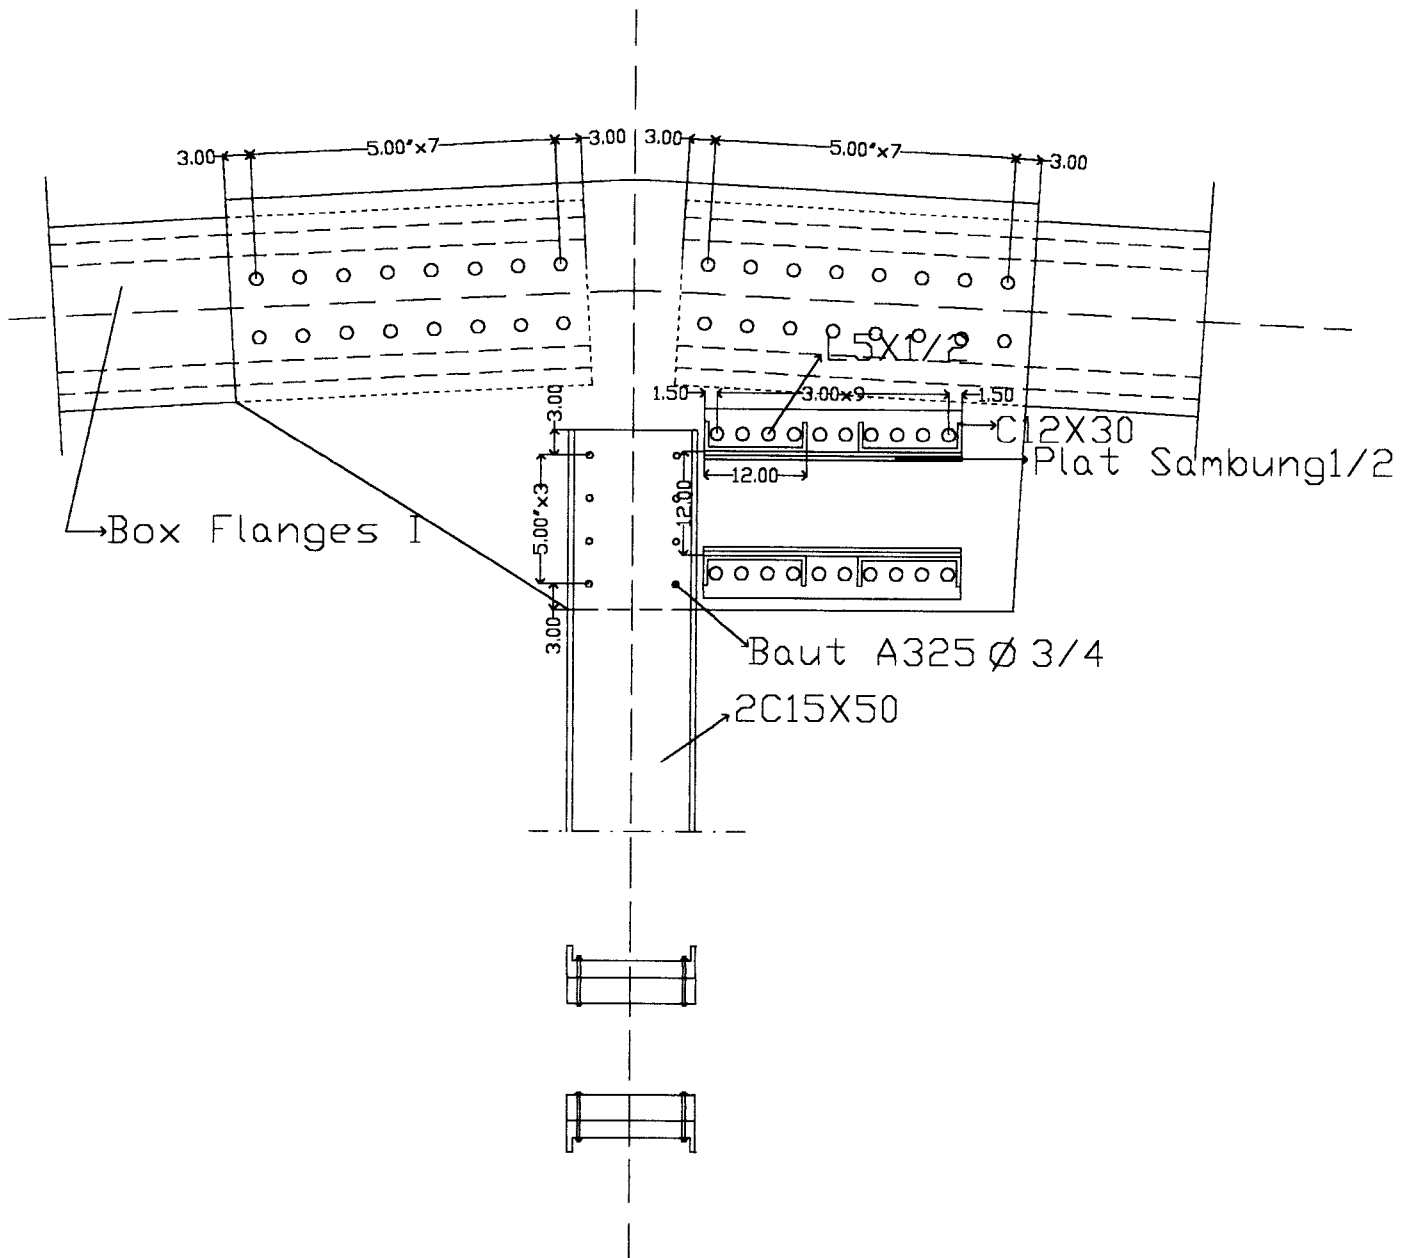 3.00 5.00"x7 3.00 3.00 5.00"x7 3.00
L5X1/2
1.50 3.00x9 1.50
3.00
C12X30
Plat Sambung1/2
12.00
12.00
5.00"x3
Box Flanges I
3.00
Baut A325 Ø 3/4
2C15X50